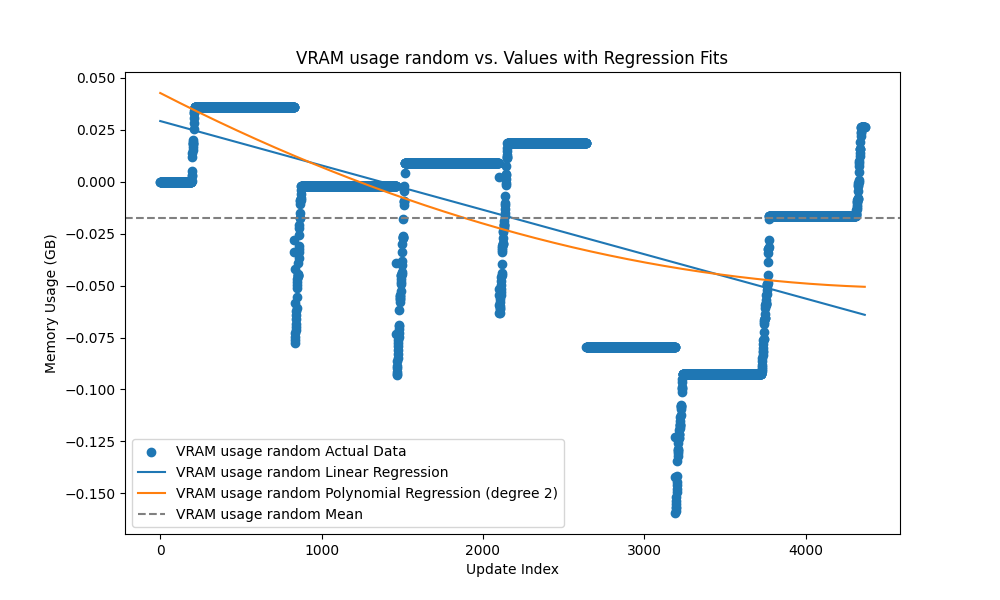 VRAM usage random vs. Values with Regression Fits
0.050
0.025
0.000
−0.025
−0.050
−0.075
−0.100
−0.125
−0.150
Memory Usage (GB)
VRAM usage random Actual Data
VRAM usage random Linear Regression
VRAM usage random Polynomial Regression (degree 2)
VRAM usage random Mean
0 1000 2000 3000 4000
Update Index